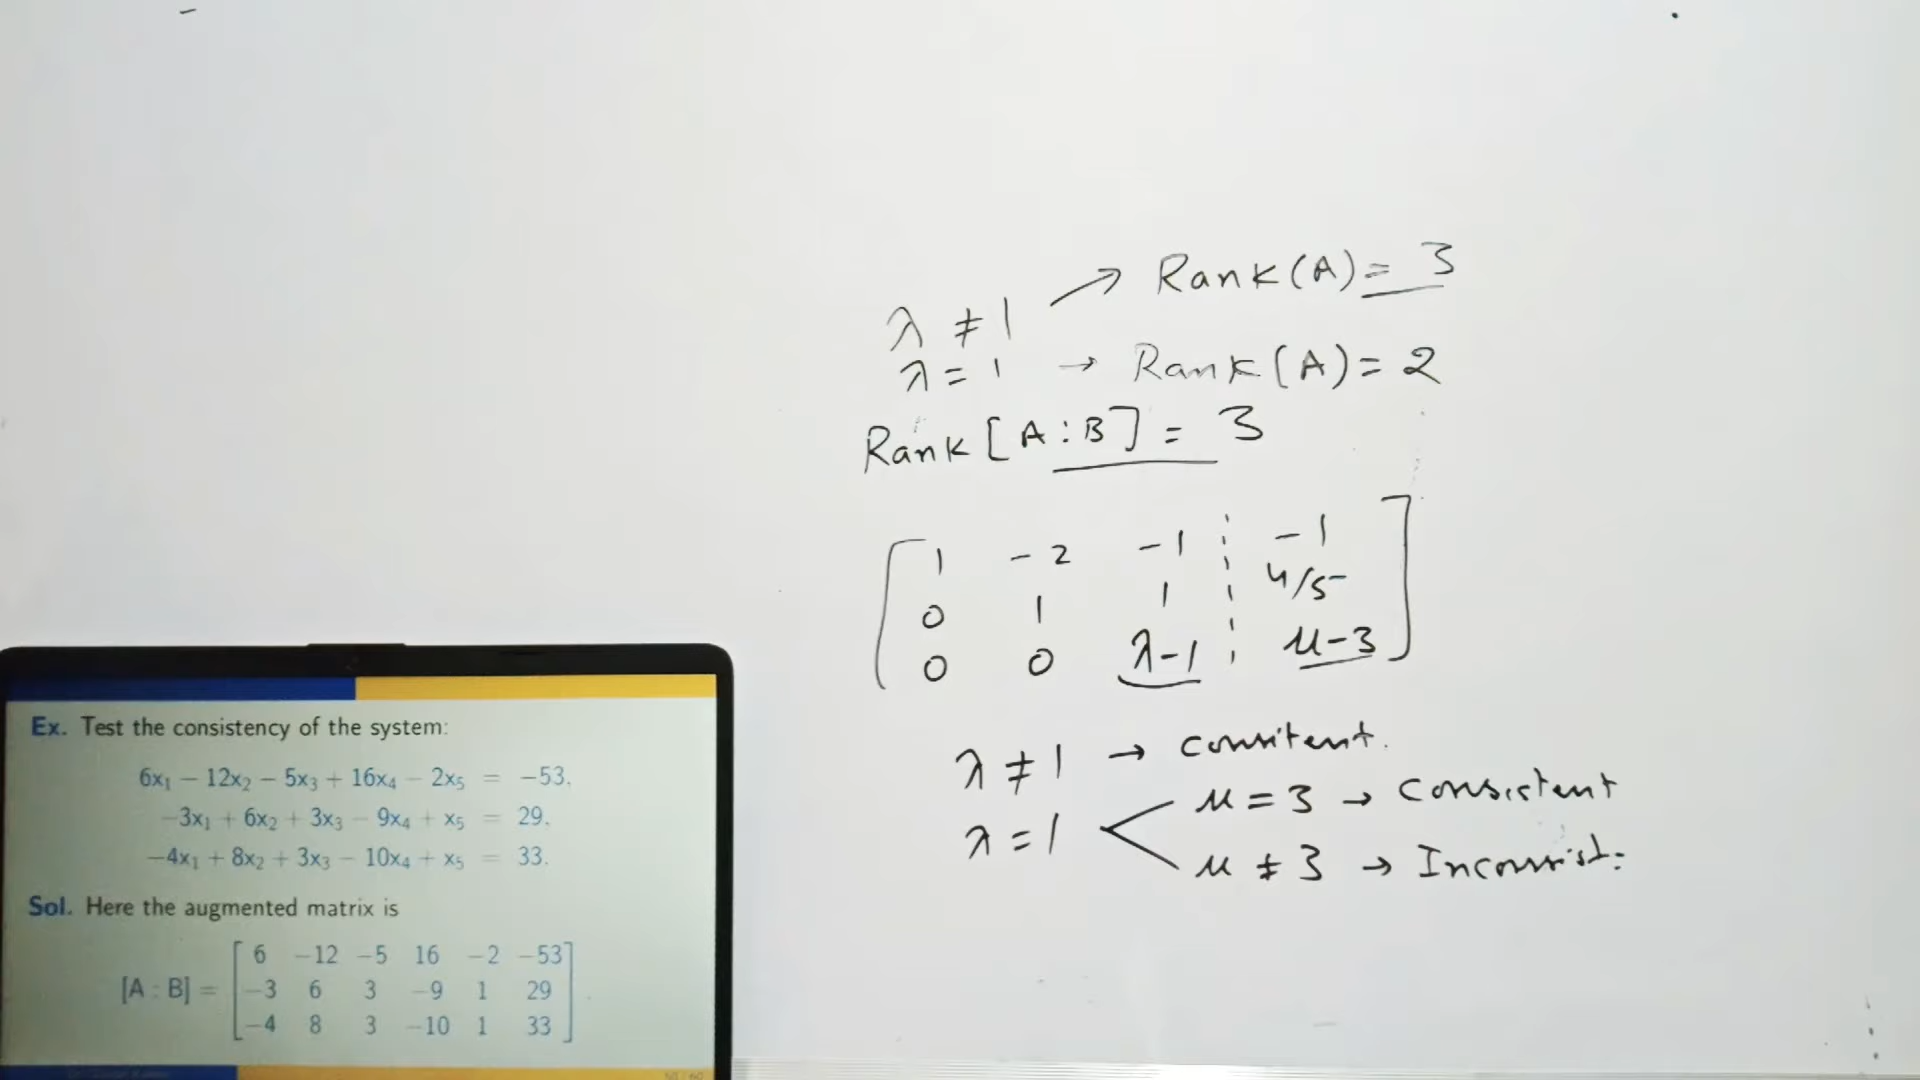 λ ≠ 1 → Rank(A) = 3
λ = 1 → Rank(A) = 2
Rank [A : B] = 3
1 -2 -1 -1
0 1 1 4/5
0 0 λ-1 μ-3
λ ≠ 1 → consitent.
λ = 1
μ = 3 → consistent
μ ≠ 3 → Inconsist.
Ex. Test the consistency of the system:
6x₁ − 12x₂ − 5x₃ + 16x₄ − 2x₅ = −53,
−3x₁ + 6x₂ + 3x₃ − 9x₄ + x₅ = 29,
−4x₁ + 8x₂ + 3x₃ − 10x₄ + x₅ = 33.
Sol. Here the augmented matrix is
6 −12 −5 16 −2 −53
[A : B] = −3 6 3 −9 1 29 .
−4 8 3 −10 1 33